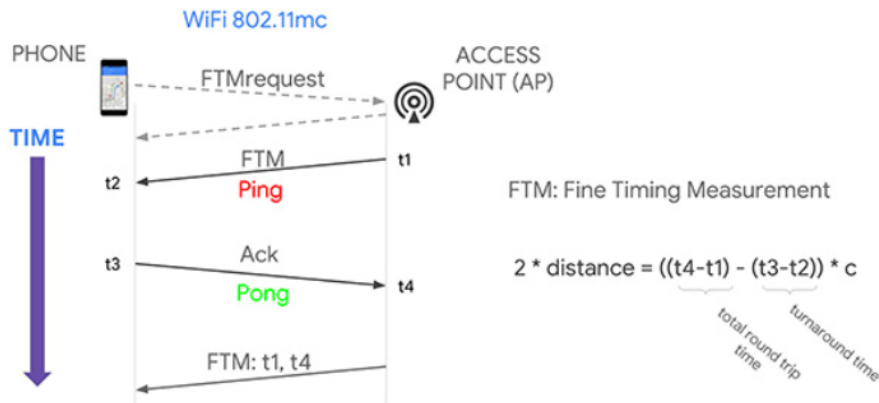 WiFi 802.11mc
PHONE
ACCESS
POINT (AP)
FTMrequest
TIME
FTM
t1
t2
Ping
FTM: Fine Timing Measurement
Ack
t3
2 * distance = ((t4-t1) - (t3-t2)) * c
t4
Pong
total round trip
time
turnaround time
FTM: t1, t4